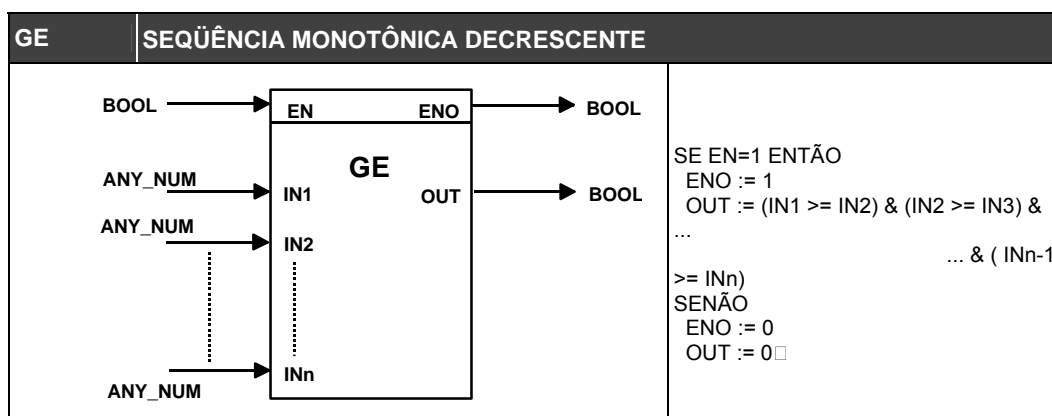 GE SEQÜÊNCIA MONOTÔNICA DECRESCENTE
BOOL EN ENO BOOL
GE
ANY_NUM IN1 OUT BOOL
ANY_NUM IN2
INn
ANY_NUM
SE EN=1 ENTÃO
ENO := 1
OUT := (IN1 >= IN2) & (IN2 >= IN3) &
...
... & ( INn-1
>= INn)
SENÃO
ENO := 0
OUT := 0□